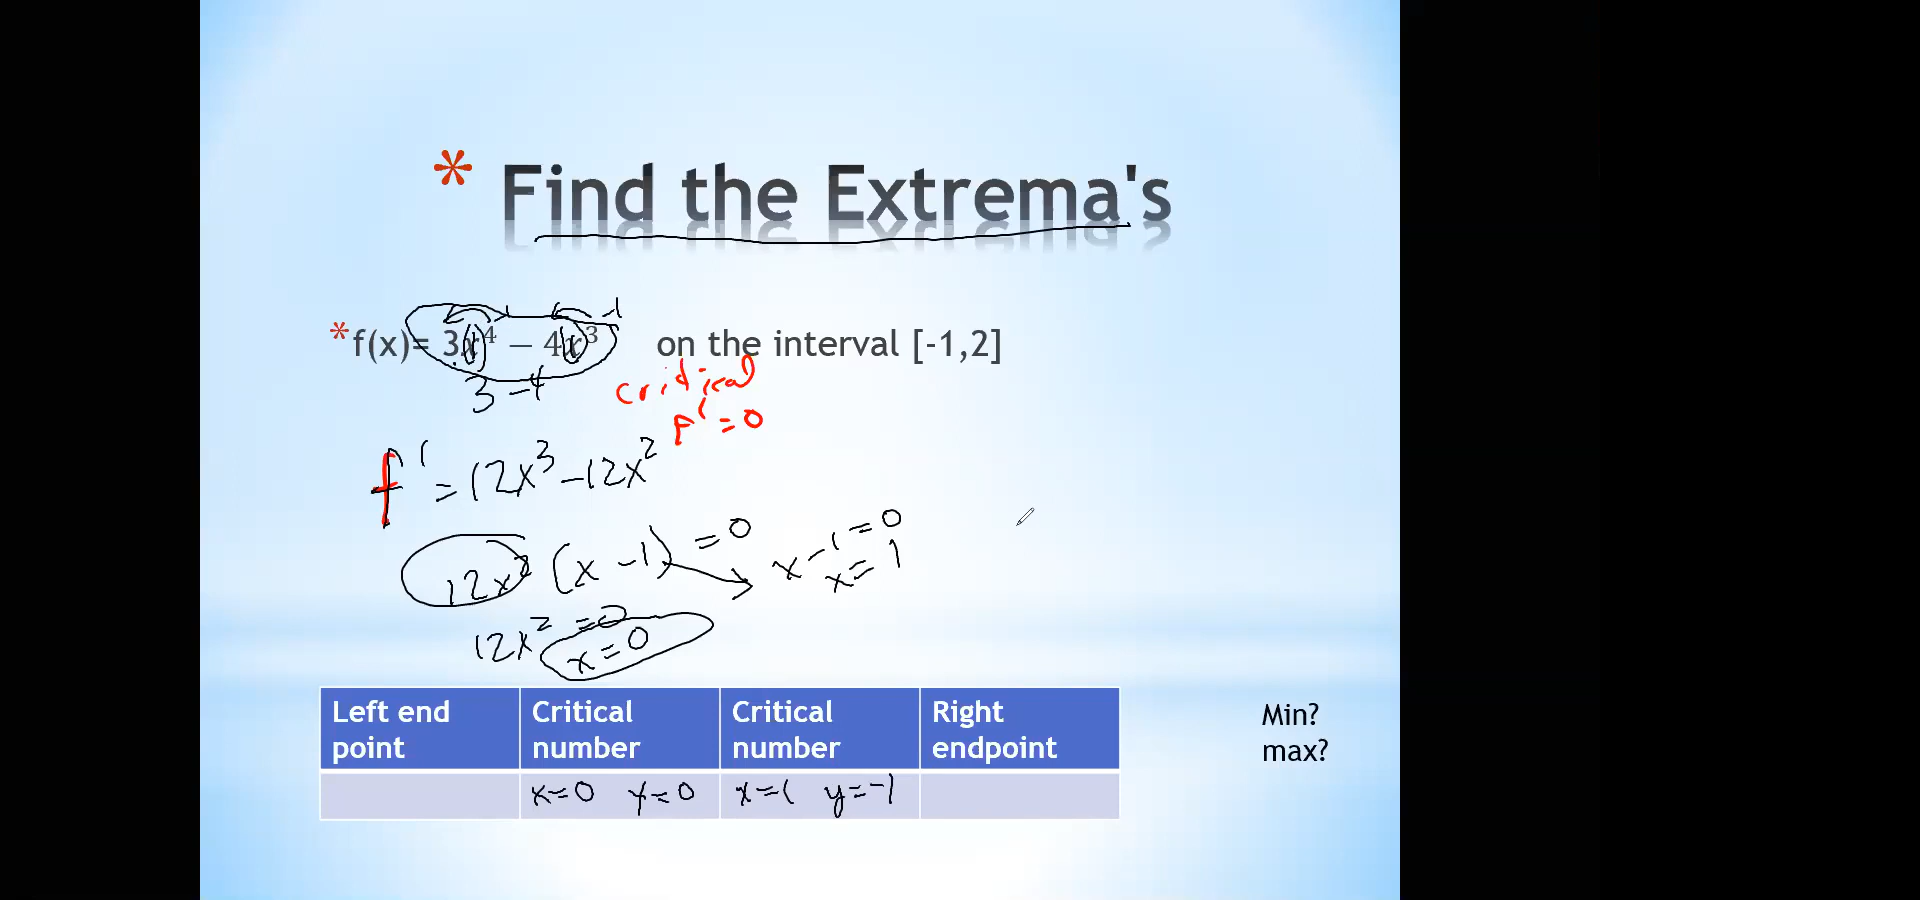 * Find the Extrema's
* f(x)= 3x⁴ − 4x³ on the interval [-1,2]
3 -4
critical
f' = 0
f' = 12x³ -12x²
12x² (x -1) = 0
x -1 = 0
x = 1
12x² = 0
x = 0
Left end point Critical number Critical number Right endpoint
x=0 y=0 x=1 y=-1
Min?
max?